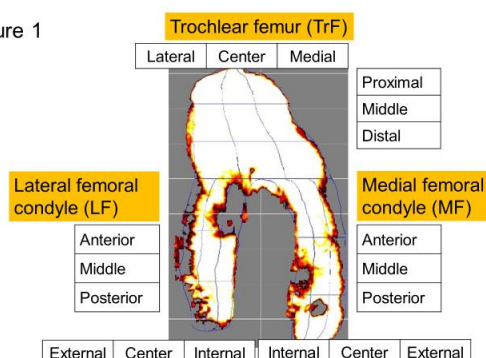 ure 1
Trochlear femur (TrF)
Lateral Center Medial
Proximal
Middle
Distal
Lateral femoral
condyle (LF)
Medial femoral
condyle (MF)
Anterior
Middle
Posterior
Anterior
Middle
Posterior
External Center Internal Internal Center External